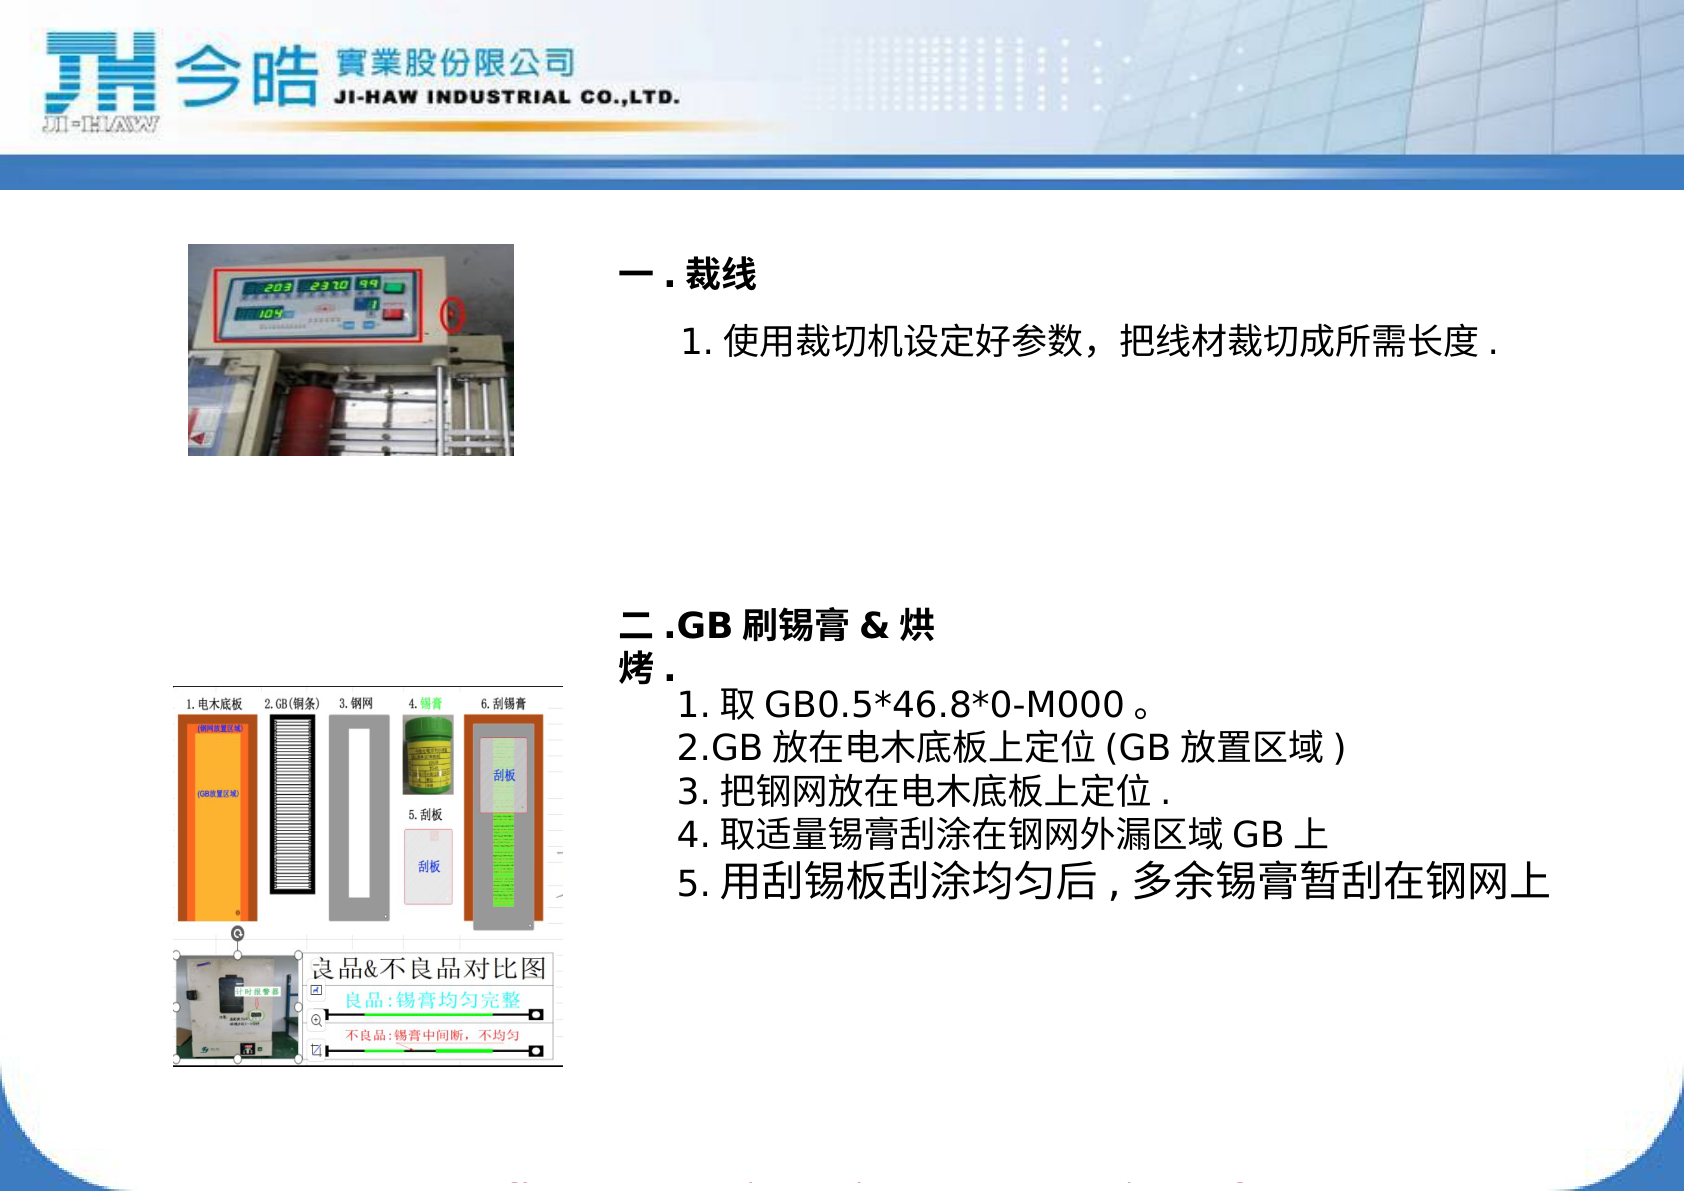 JH 今皓 實業股份限公司
JI-HAW INDUSTRIAL CO.,LTD.
JI-HAW
203 237.0 99
104 1
一 . 裁线
1. 使用裁切机设定好参数，把线材裁切成所需长度 .
二 .GB 刷锡膏 & 烘
烤 .
1. 取 GB0.5*46.8*0-M000 。
2.GB 放在电木底板上定位 (GB 放置区域 )
3. 把钢网放在电木底板上定位 .
4. 取适量锡膏刮涂在钢网外漏区域 GB 上
5. 用刮锡板刮涂均匀后 , 多余锡膏暂刮在钢网上
1.电木底板 2.GB(铜条) 3.钢网 4.锡膏 6.刮锡膏
(钢网放置区域)
(GB放置区域)
刮板
5.刮板
刮板
计时报警器
良品&不良品对比图
良品:锡膏均匀完整
不良品:锡膏中间断，不均匀